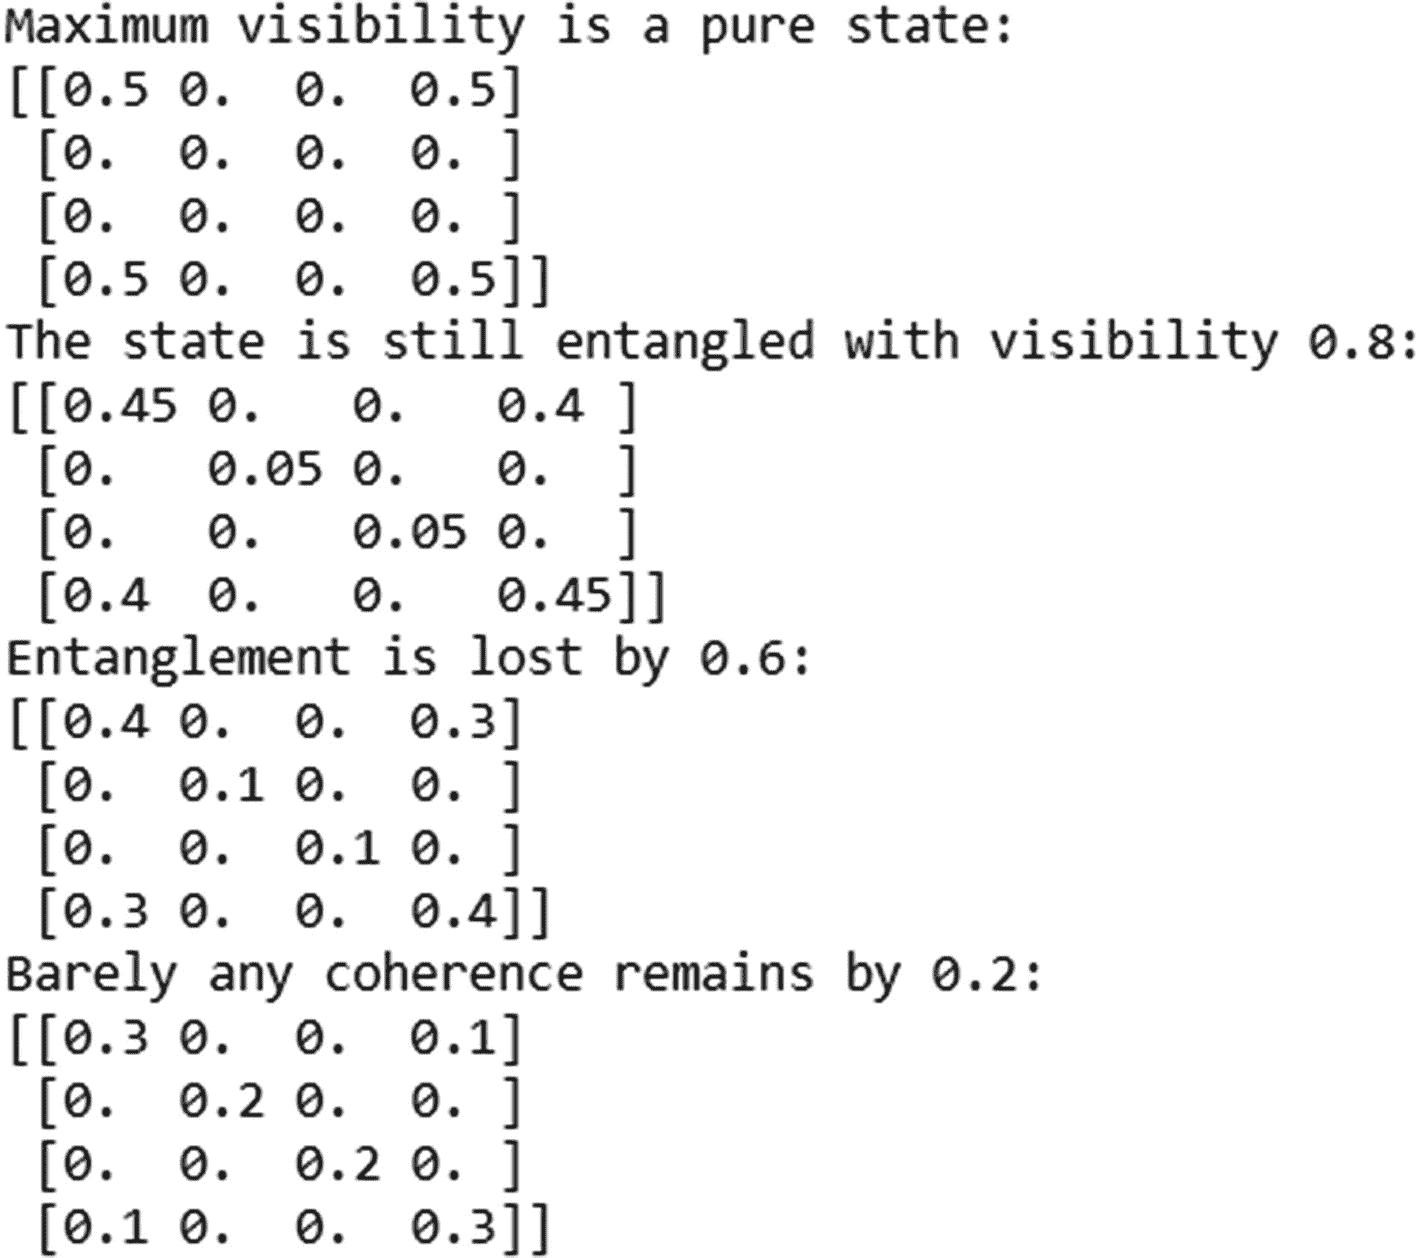 Maximum visibility is a pure state:
[[0.5 0.  0.  0.5]
 [0.  0.  0.  0. ]
 [0.  0.  0.  0. ]
 [0.5 0.  0.  0.5]]
The state is still entangled with visibility 0.8:
[[0.45 0.   0.   0.4 ]
 [0.   0.05 0.   0.  ]
 [0.   0.   0.05 0.  ]
 [0.4  0.   0.   0.45]]
Entanglement is lost by 0.6:
[[0.4 0.  0.  0.3]
 [0.  0.1 0.  0. ]
 [0.  0.  0.1 0. ]
 [0.3 0.  0.  0.4]]
Barely any coherence remains by 0.2:
[[0.3 0.  0.  0.1]
 [0.  0.2 0.  0. ]
 [0.  0.  0.2 0. ]
 [0.1 0.  0.  0.3]]